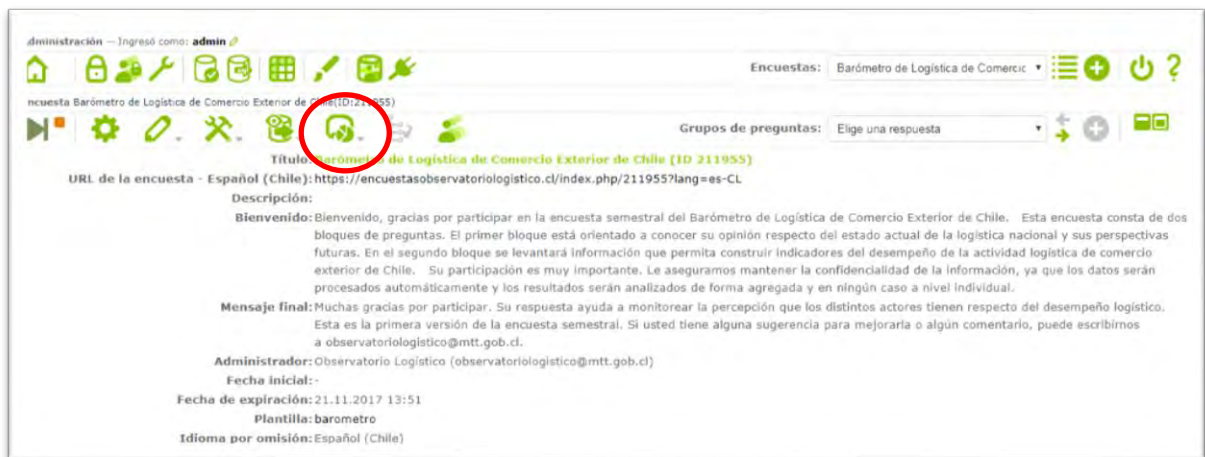 dministración -- Ingresó como: admin
Encuestas: Barómetro de Logística de Comercic
ncuesta Barómetro de Logística de Comercio Exterior de Chile(ID:211955)
Grupos de preguntas: Elige una respuesta
Título: Barómetro de Logística de Comercio Exterior de Chile (ID 211955)
URL de la encuesta - Español (Chile): https://encuestasobservatoriologistico.cl/index.php/211955?lang=es-CL
Descripción:
Bienvenido: Bienvenido, gracias por participar en la encuesta semestral del Barómetro de Logística de Comercio Exterior de Chile. Esta encuesta consta de dos
bloques de preguntas. El primer bloque está orientado a conocer su opinión respecto del estado actual de la logística nacional y sus perspectivas
futuras. En el segundo bloque se levantará información que permita construir indicadores del desempeño de la actividad logística de comercio
exterior de Chile. Su participación es muy importante. Le aseguramos mantener la confidencialidad de la información, ya que los datos serán
procesados automáticamente y los resultados serán analizados de forma agregada y en ningún caso a nivel individual.
Mensaje final: Muchas gracias por participar. Su respuesta ayuda a monitorear la percepción que los distintos actores tienen respecto del desempeño logístico.
Esta es la primera versión de la encuesta semestral. Si usted tiene alguna sugerencia para mejorarla o algún comentario, puede escribirnos
a observatoriologistico@mtt.gob.cl.
Administrador: Observatorio Logístico (observatoriologistico@mtt.gob.cl)
Fecha inicial: -
Fecha de expiración: 21.11.2017 13:51
Plantilla: barometro
Idioma por omisión: Español (Chile)